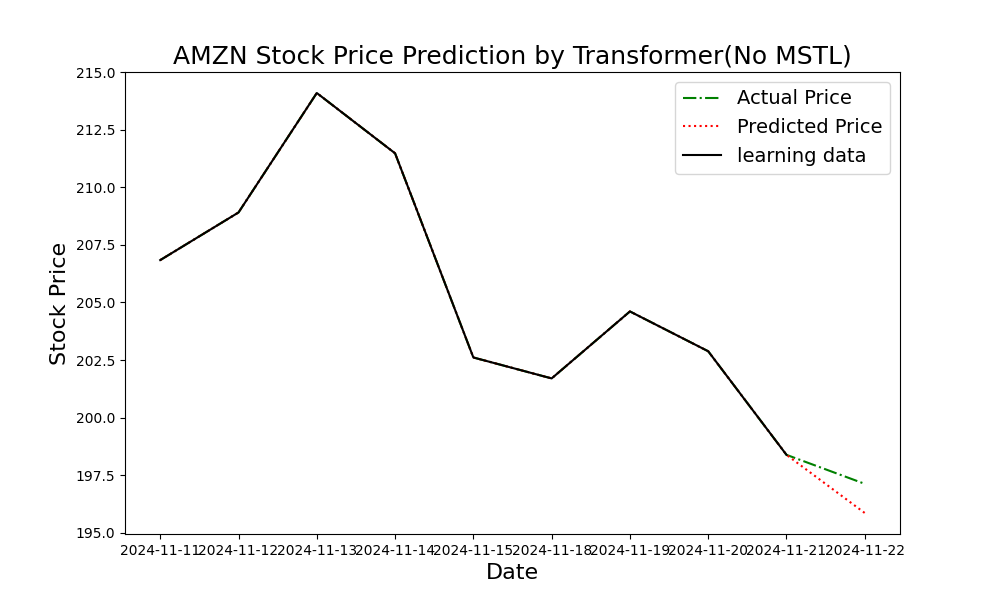 AMZN Stock Price Prediction by Transformer(No MSTL)
Actual Price
Predicted Price
learning data
215.0
212.5
210.0
207.5
205.0
202.5
200.0
197.5
195.0
Stock Price
2024-11-11 2024-11-12 2024-11-13 2024-11-14 2024-11-15 2024-11-18 2024-11-19 2024-11-20 2024-11-21 2024-11-22
Date